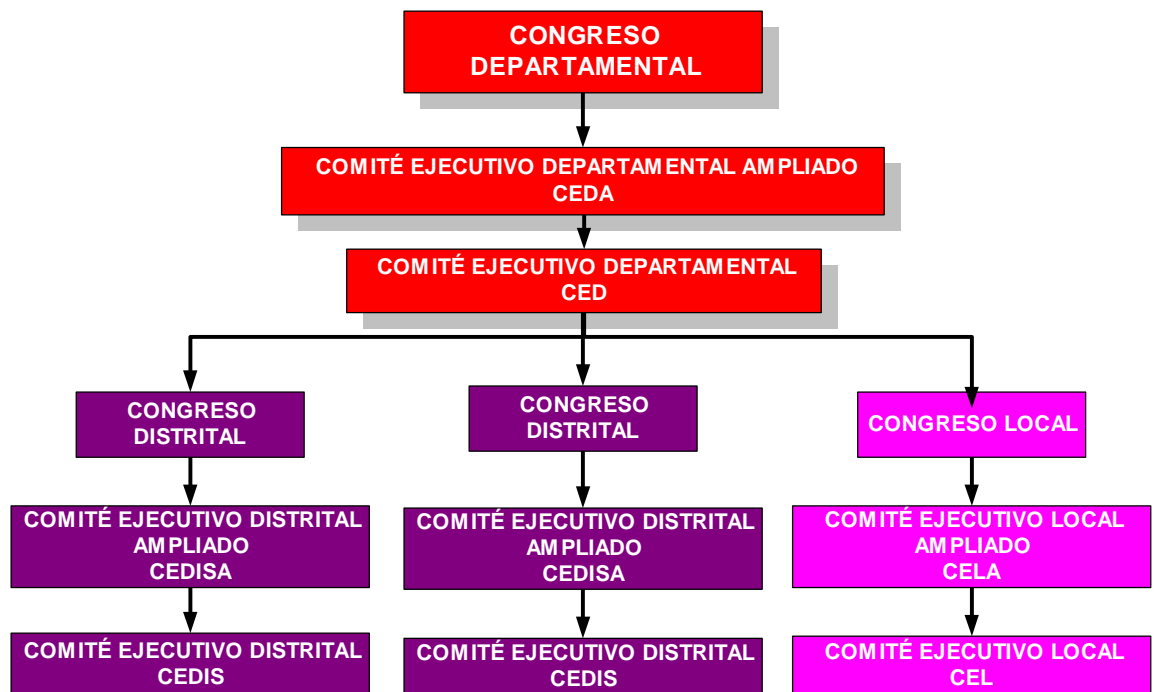 CONGRESO
DEPARTAMENTAL
COMITÉ EJECUTIVO DEPARTAMENTAL AMPLIADO
CEDA
COMITÉ EJECUTIVO DEPARTAMENTAL
CED
CONGRESO
DISTRITAL
CONGRESO
DISTRITAL
CONGRESO LOCAL
COMITÉ EJECUTIVO DISTRITAL
AMPLIADO
CEDISA
COMITÉ EJECUTIVO DISTRITAL
AMPLIADO
CEDISA
COMITÉ EJECUTIVO LOCAL
AMPLIADO
CELA
COMITÉ EJECUTIVO DISTRITAL
CEDIS
COMITÉ EJECUTIVO DISTRITAL
CEDIS
COMITÉ EJECUTIVO LOCAL
CEL